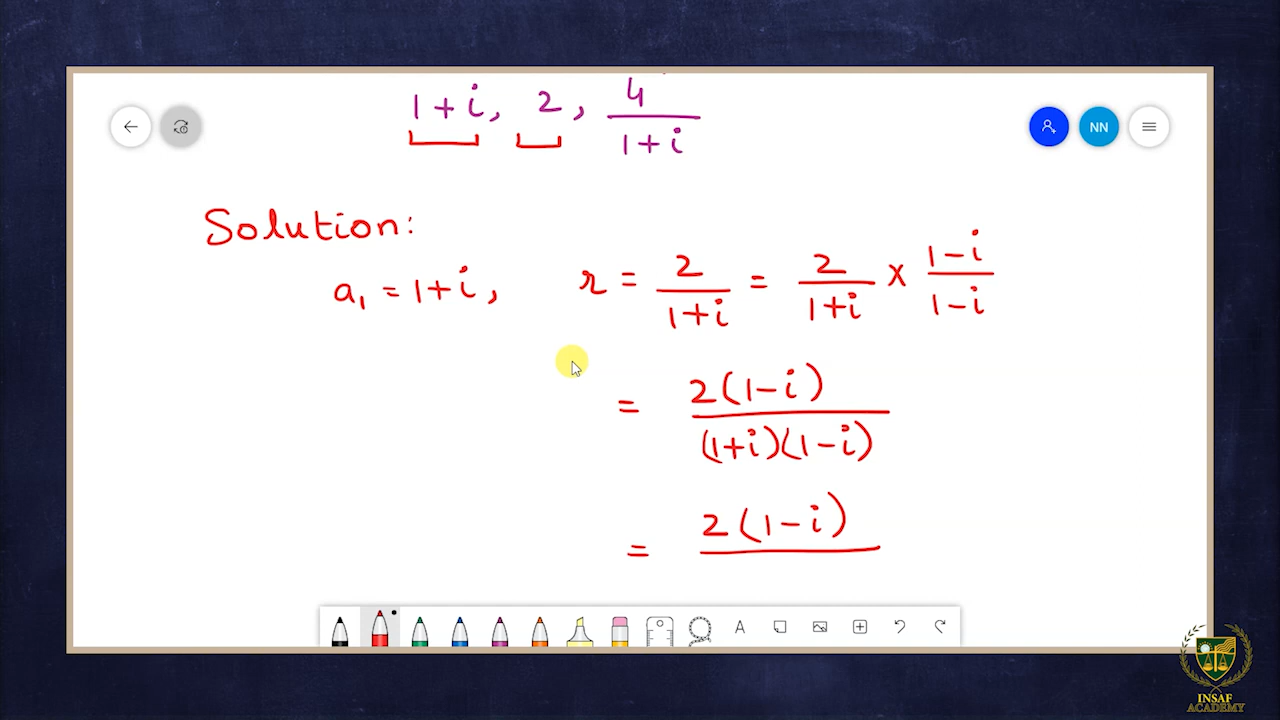 1+i, 2, 4/(1+i)
NN
Solution:
a₁ = 1+i, r = 2/(1+i) = 2/(1+i) × (1-i)/(1-i)
= 2(1-i)/((1+i)(1-i))
= 2(1-i)
A
INSAF
ACADEMY